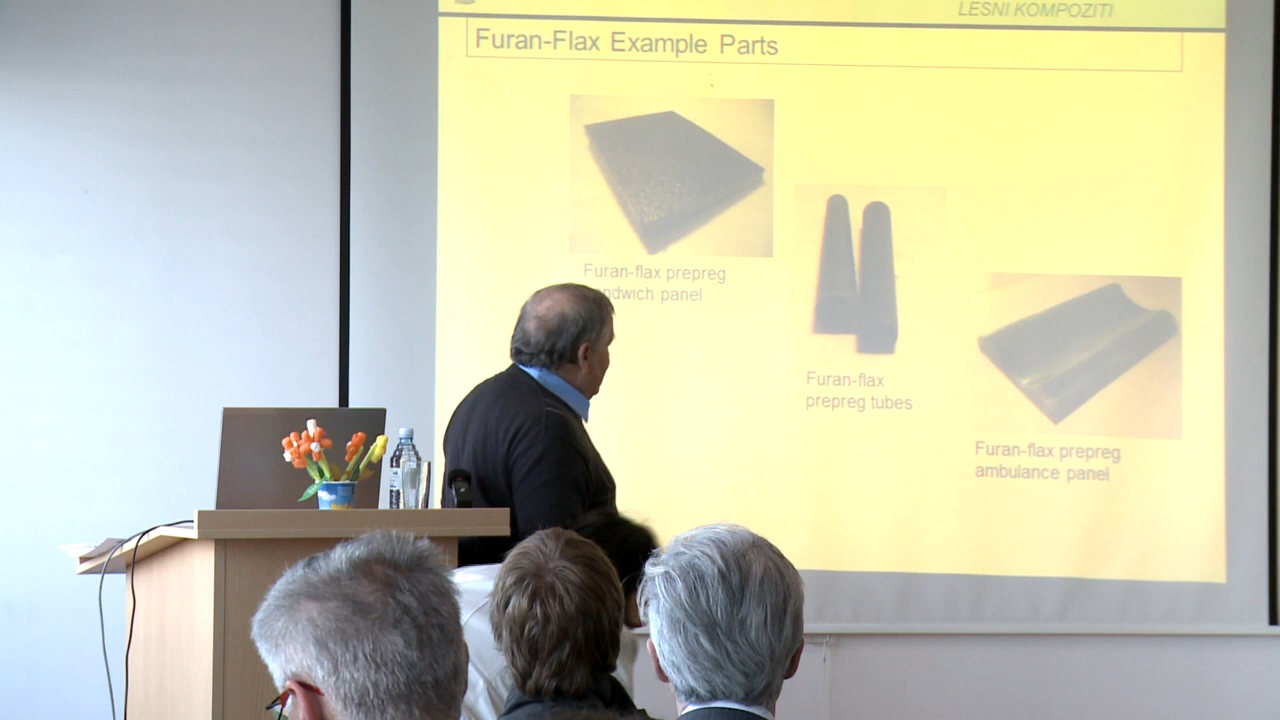 LESNI KOMPOZITI
Furan-Flax Example Parts
Furan-flax prepreg
panel
Furan-flax
prepreg tubes
Furan-flax prepreg
ambulance panel